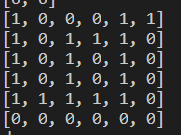 [1, 0, 0, 0, 1, 1]
[1, 0, 1, 1, 1, 0]
[1, 0, 1, 0, 1, 0]
[1, 0, 1, 0, 1, 0]
[1, 1, 1, 1, 1, 0]
[0, 0, 0, 0, 0, 0]